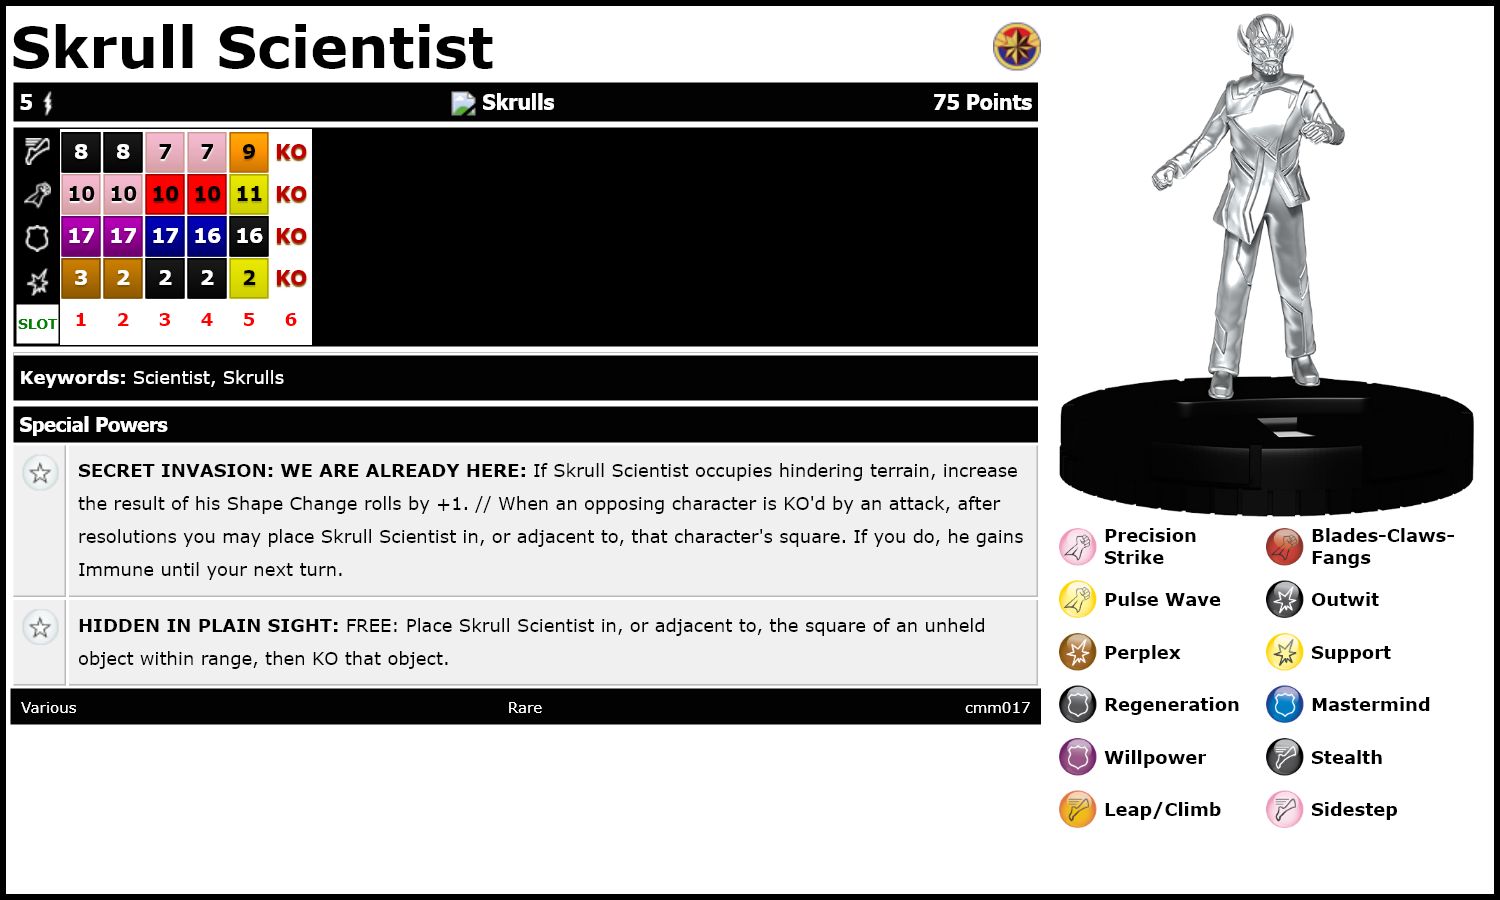 Skrull Scientist
5 Skrulls 75 Points
8 8 7 7 9 KO
10 10 10 10 11 KO
17 17 17 16 16 KO
3 2 2 2 2 KO
SLOT 1 2 3 4 5 6
Keywords: Scientist, Skrulls
Special Powers
SECRET INVASION: WE ARE ALREADY HERE: If Skrull Scientist occupies hindering terrain, increase
the result of his Shape Change rolls by +1. // When an opposing character is KO'd by an attack, after
resolutions you may place Skrull Scientist in, or adjacent to, that character's square. If you do, he gains
Immune until your next turn.
HIDDEN IN PLAIN SIGHT: FREE: Place Skrull Scientist in, or adjacent to, the square of an unheld
object within range, then KO that object.
Various Rare cmm017
Precision
Strike
Blades-Claws-
Fangs
Pulse Wave
Outwit
Perplex
Support
Regeneration
Mastermind
Willpower
Stealth
Leap/Climb
Sidestep